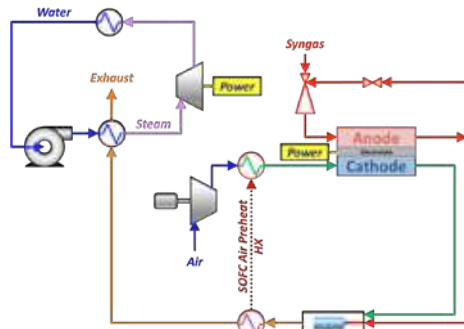 Water
Syngas
Exhaust
Power
Steam
Anode
Power
Cathode
Air
SOFC Air Preheat
HX